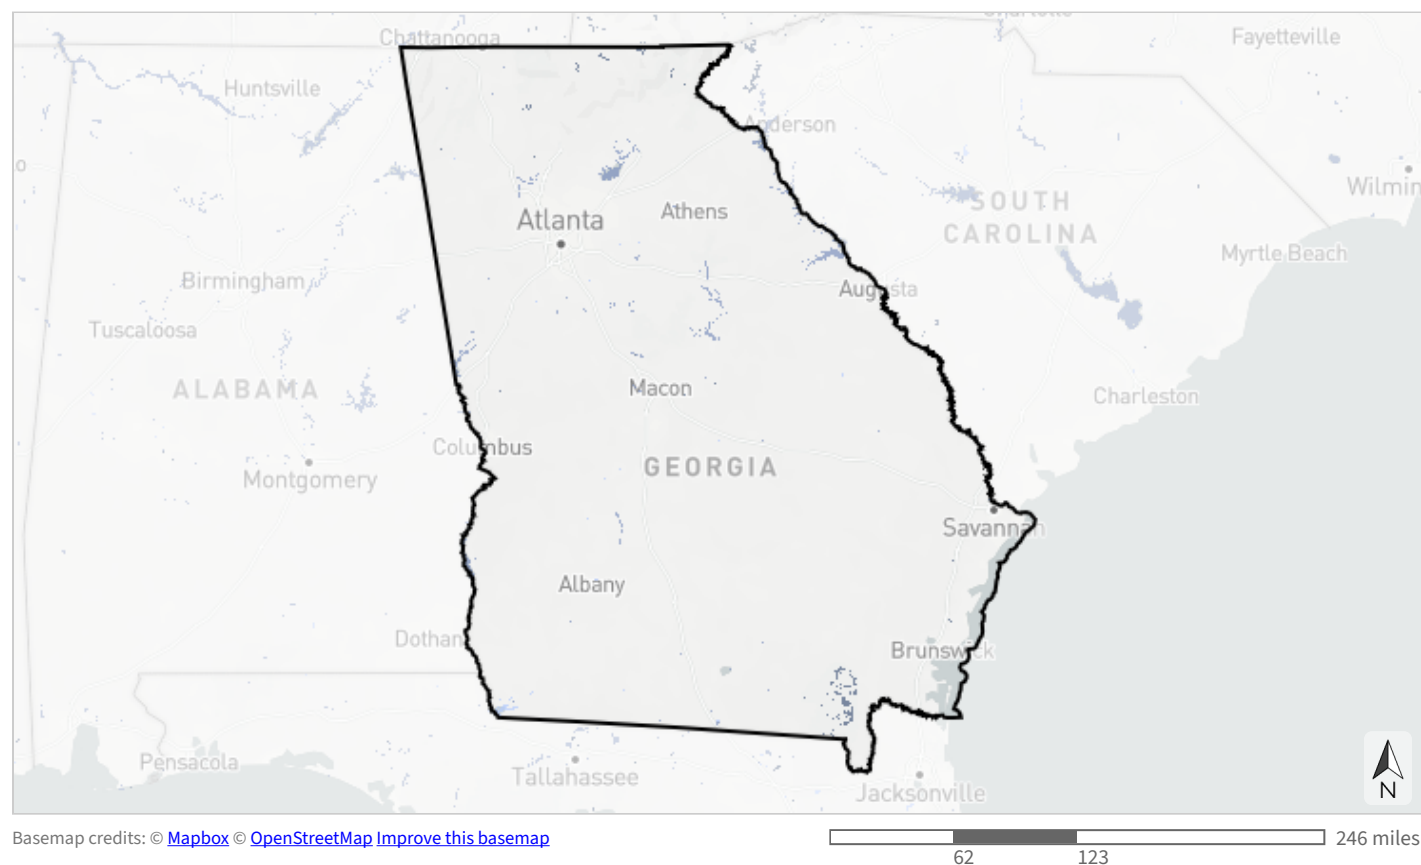 Charlotte
Chattanooga
Fayetteville
Huntsville
Anderson
o
Wilmin
SOUTH
CAROLINA
Athens
Atlanta
Myrtle Beach
Birmingham
Augusta
Tuscaloosa
ALABAMA
Macon
Charleston
Columbus
GEORGIA
Montgomery
Savannah
Albany
Dothan
Brunswick
Pensacola
Tallahassee
Jacksonville
N
Basemap credits: © Mapbox © OpenStreetMap Improve this basemap
246 miles
62
123